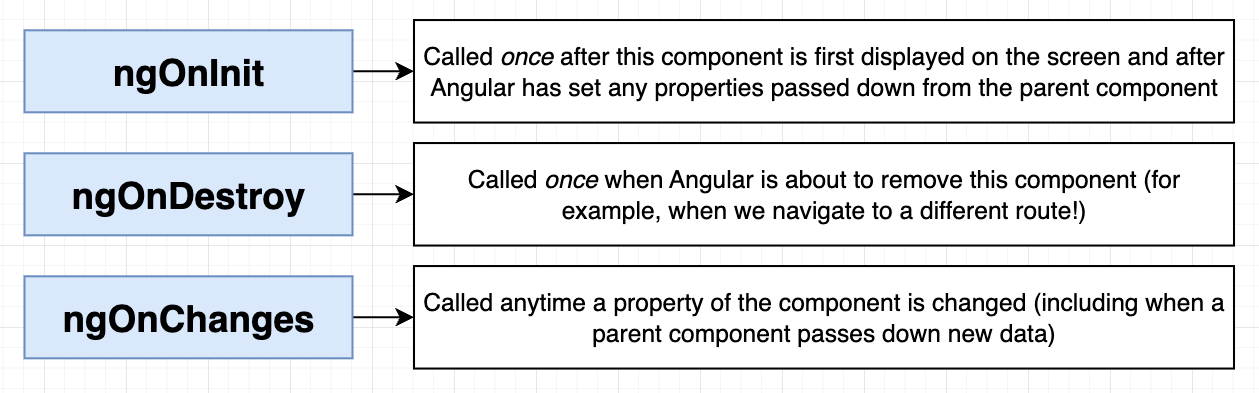 ngOnInit
Called once after this component is first displayed on the screen and after
Angular has set any properties passed down from the parent component
ngOnDestroy
Called once when Angular is about to remove this component (for
example, when we navigate to a different route!)
ngOnChanges
Called anytime a property of the component is changed (including when a
parent component passes down new data)